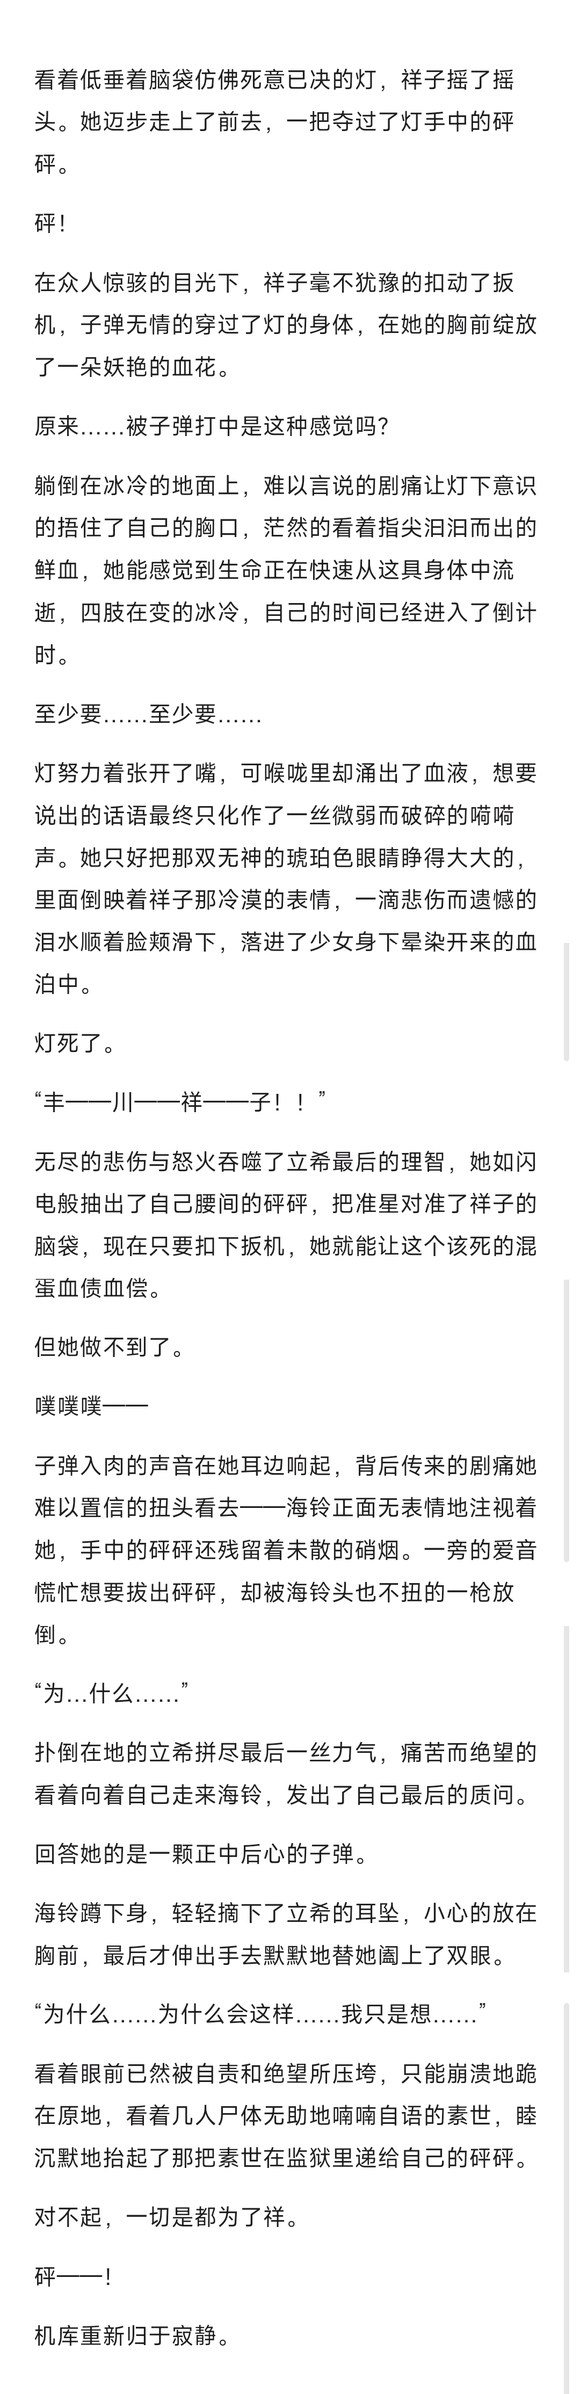 看着低垂着脑袋仿佛死意已决的灯，祥子摇了摇
头。她迈步走上了前去，一把夺过了灯手中的砰
砰。
砰！
在众人惊骇的目光下，祥子毫不犹豫的扣动了扳
机，子弹无情的穿过了灯的身体，在她的胸前绽放
了一朵妖艳的血花。
原来……被子弹打中是这种感觉吗？
躺倒在冰冷的地面上，难以言说的剧痛让灯下意识
的捂住了自己的胸口，茫然的看着指尖汩汩而出的
鲜血，她能感觉到生命正在快速从这具身体中流
逝，四肢在变的冰冷，自己的时间已经进入了倒计
时。
至少要……至少要……
灯努力着张开了嘴，可喉咙里却涌出了血液，想要
说出的话语最终只化作了一丝微弱而破碎的嗬嗬
声。她只好把那双无神的琥珀色眼睛睁得大大的，
里面倒映着祥子那冷漠的表情，一滴悲伤而遗憾的
泪水顺着脸颊滑下，落进了少女身下晕染开来的血
泊中。
灯死了。
“丰——川——祥——子！！”
无尽的悲伤与怒火吞噬了立希最后的理智，她如闪
电般抽出了自己腰间的砰砰，把准星对准了祥子的
脑袋，现在只要扣下扳机，她就能让这个该死的混
蛋血债血偿。
但她做不到了。
噗噗噗——
子弹入肉的声音在她耳边响起，背后传来的剧痛她
难以置信的扭头看去——海铃正面无表情地注视着
她，手中的砰砰还残留着未散的硝烟。一旁的爱音
慌忙想要拔出砰砰，却被海铃头也不扭的一枪放
倒。
“为…什么……”
扑倒在地的立希拼尽最后一丝力气，痛苦而绝望的
看着向着自己走来海铃，发出了自己最后的质问。
回答她的是一颗正中后心的子弹。
海铃蹲下身，轻轻摘下了立希的耳坠，小心的放在
胸前，最后才伸出手去默默地替她阖上了双眼。
“为什么……为什么会这样……我只是想……”
看着眼前已然被自责和绝望所压垮，只能崩溃地跪
在原地，看着几人尸体无助地喃喃自语的素世，睦
沉默地抬起了那把素世在监狱里递给自己的砰砰。
对不起，一切是都为了祥。
砰——！
机库重新归于寂静。